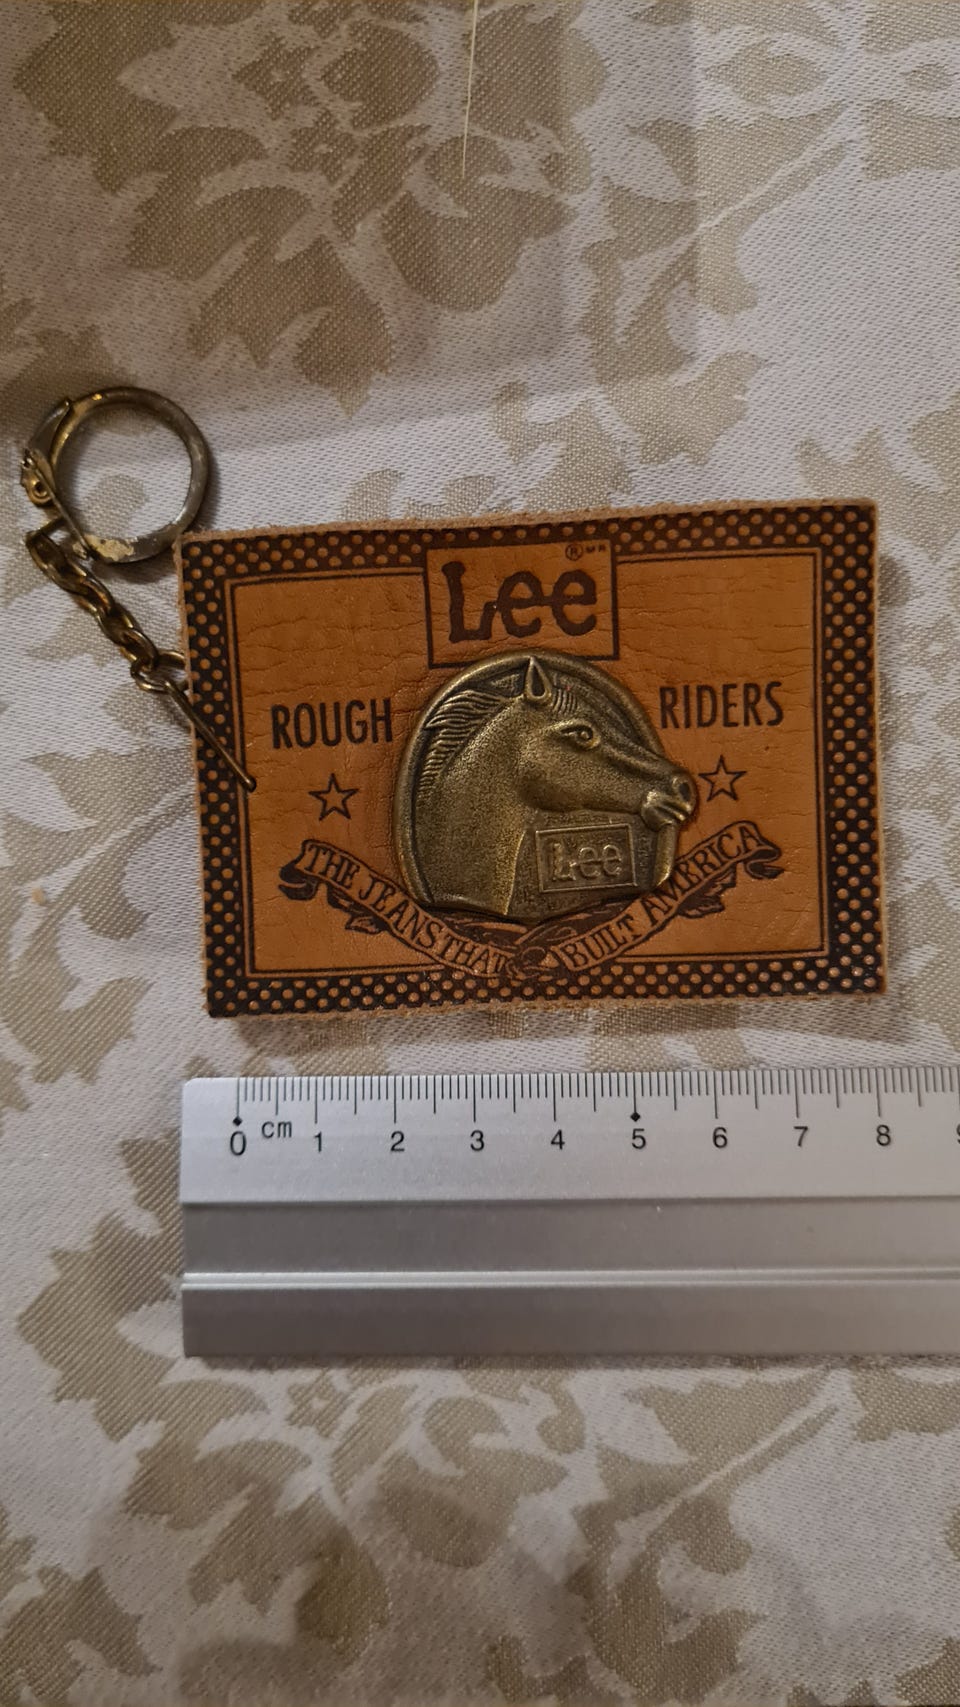 Lee ® MR
ROUGH RIDERS
Lee
THE JEANS THAT BUILT AMERICA
0 cm 1 2 3 4 5 6 7 8